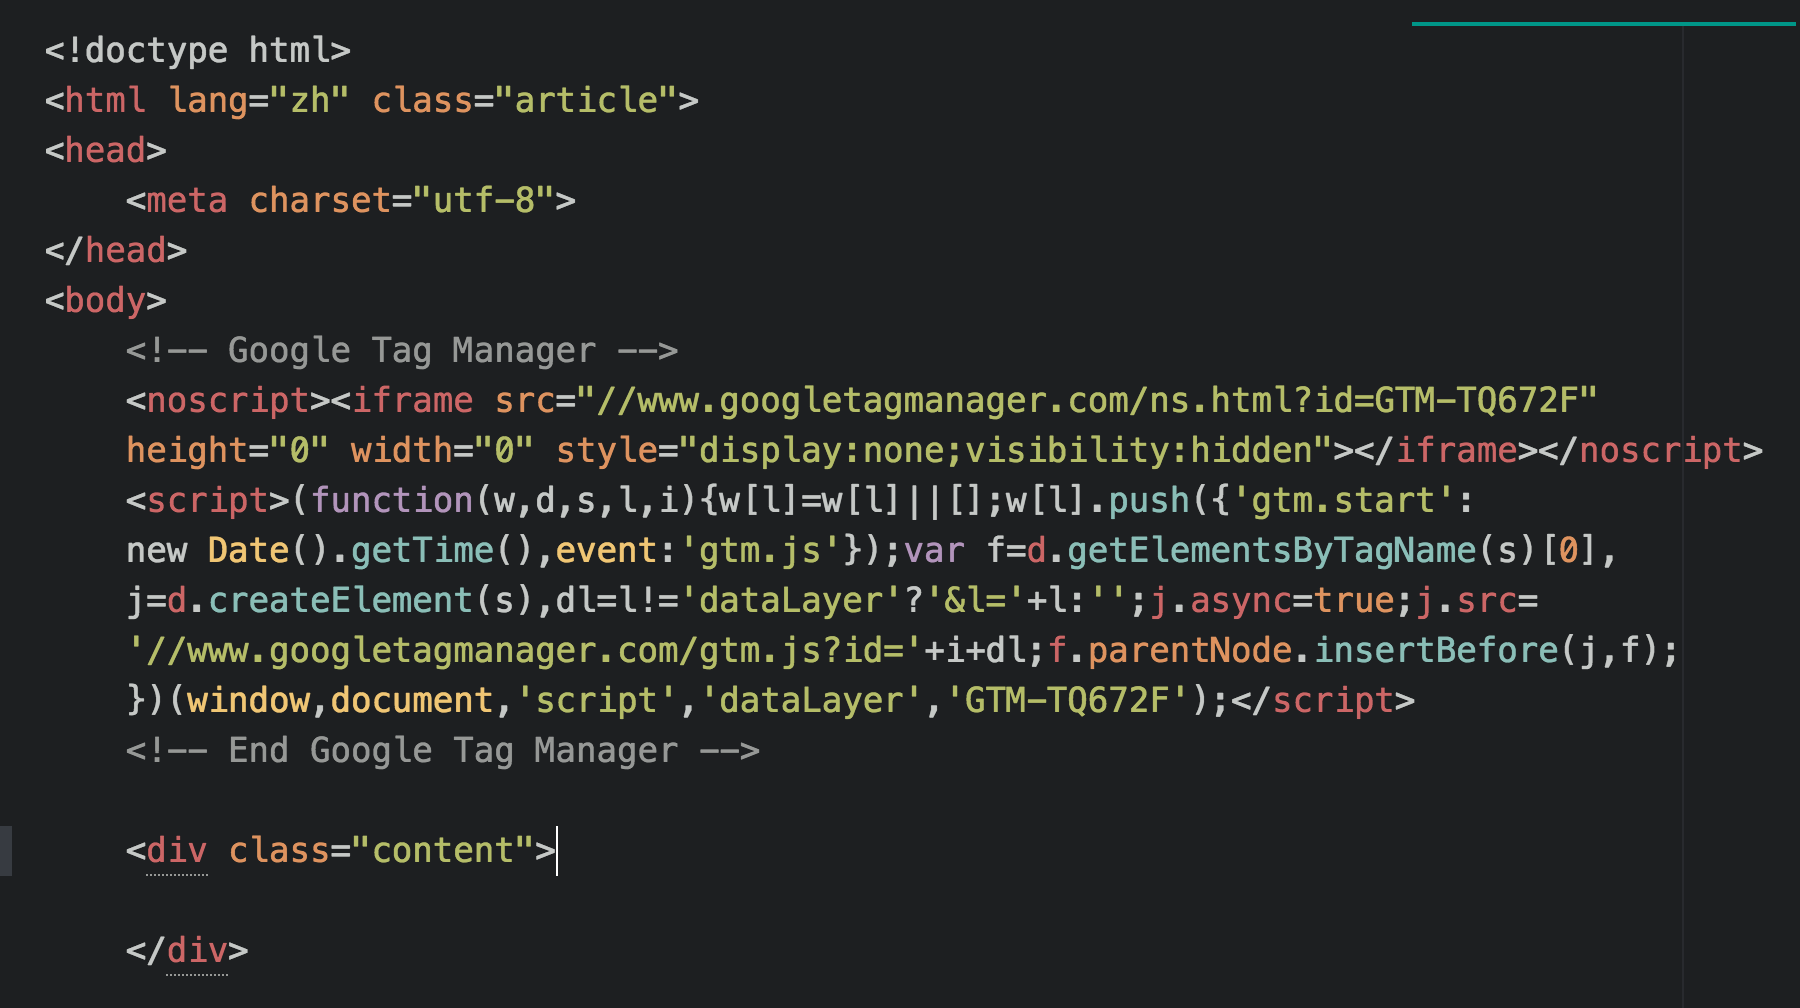 <!doctype html>
<html lang="zh" class="article">
<head>
    <meta charset="utf-8">
</head>
<body>
    <!-- Google Tag Manager -->
    <noscript><iframe src="//www.googletagmanager.com/ns.html?id=GTM-TQ672F"
    height="0" width="0" style="display:none;visibility:hidden"></iframe></noscript>
    <script>(function(w,d,s,l,i){w[l]=w[l]||[];w[l].push({'gtm.start':
    new Date().getTime(),event:'gtm.js'});var f=d.getElementsByTagName(s)[0],
    j=d.createElement(s),dl=l!='dataLayer'?'&l='+l:'';j.async=true;j.src=
    '//www.googletagmanager.com/gtm.js?id='+i+dl;f.parentNode.insertBefore(j,f);
    })(window,document,'script','dataLayer','GTM-TQ672F');</script>
    <!-- End Google Tag Manager -->

    <div class="content">

    </div>